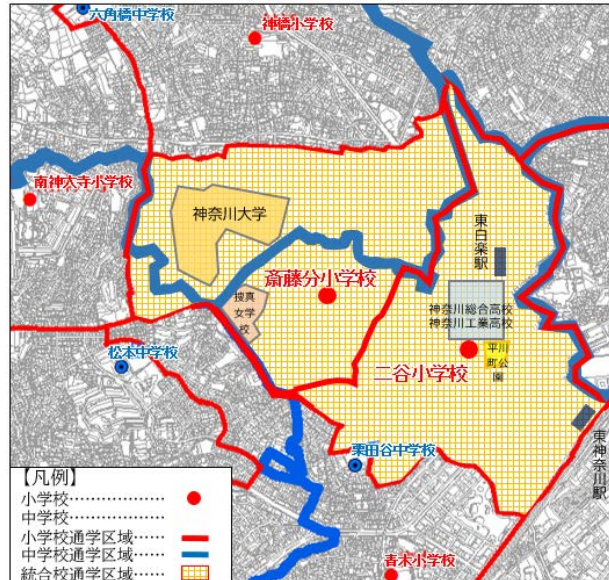 六角橋中学校
神橋小学校
南神大寺小学校
神奈川大学
東白楽駅
斎藤分小学校
捜真
女学
校
神奈川総合高校
神奈川工業高校
平川
町公
園
二谷小学校
松本中学校
栗田谷中学校
東神奈川駅
青木小学校
【凡例】
小学校………………
中学校………………
小学校通学区域……
中学校通学区域……
統合校通学区域……